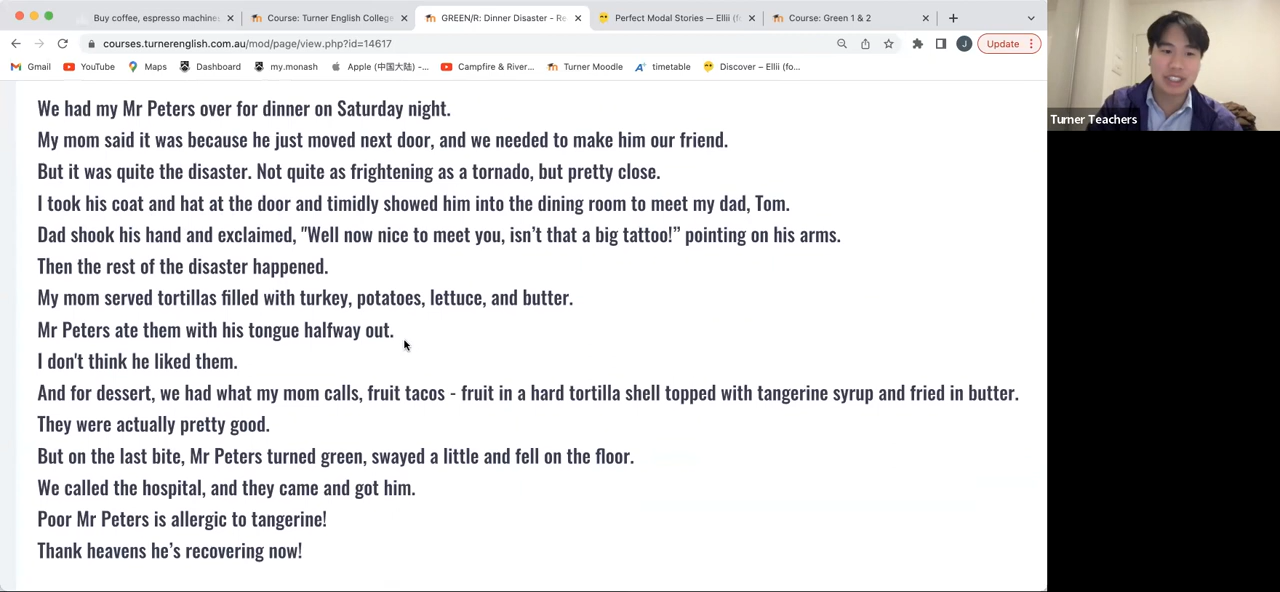 Buy coffee, espresso machine
Course: Turner English Colleg
GREEN/R: Dinner Disaster - Re
Perfect Modal Stories — Ellii (fo
Course: Green 1 & 2
courses.turnerenglish.com.au/mod/page/view.php?id=14617
J
Update
Gmail
YouTube
Maps
Dashboard
my.monash
Apple (中国大陆) -...
Campfire & River...
Turner Moodle
timetable
Discover – Ellii (fo...
Turner Teachers
We had my Mr Peters over for dinner on Saturday night.
My mom said it was because he just moved next door, and we needed to make him our friend.
But it was quite the disaster. Not quite as frightening as a tornado, but pretty close.
I took his coat and hat at the door and timidly showed him into the dining room to meet my dad, Tom.
Dad shook his hand and exclaimed, "Well now nice to meet you, isn’t that a big tattoo!” pointing on his arms.
Then the rest of the disaster happened.
My mom served tortillas filled with turkey, potatoes, lettuce, and butter.
Mr Peters ate them with his tongue halfway out.
I don't think he liked them.
And for dessert, we had what my mom calls, fruit tacos - fruit in a hard tortilla shell topped with tangerine syrup and fried in butter.
They were actually pretty good.
But on the last bite, Mr Peters turned green, swayed a little and fell on the floor.
We called the hospital, and they came and got him.
Poor Mr Peters is allergic to tangerine!
Thank heavens he’s recovering now!